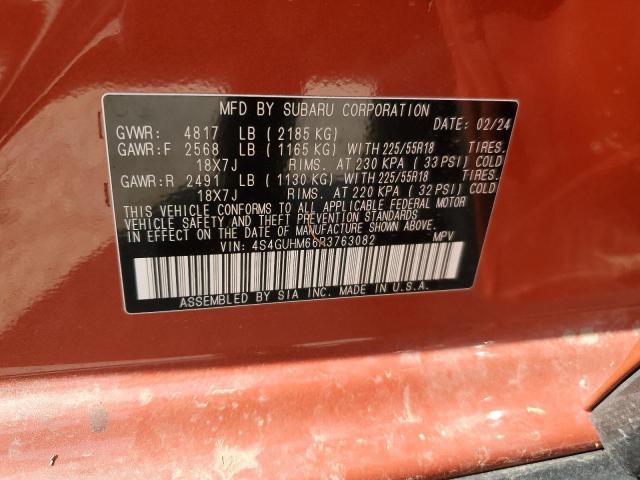 MFD BY SUBARU CORPORATION
DATE: 02/24
GVWR: 4817 LB (2185 KG)
GAWR:F 2568 LB (1165 KG) WITH 225/55R18 TIRES.
18X7J RIMS. AT 230 KPA (33 PSI) COLD
GAWR:R 2491 LB (1130 KG) WITH 225/55R18 TIRES.
18X7J RIMS. AT 220 KPA (32 PSI) COLD
THIS VEHICLE CONFORMS TO ALL APPLICABLE FEDERAL MOTOR
VEHICLE SAFETY AND THEFT PREVENTION STANDARDS
IN EFFECT ON THE DATE OF MANUFACTURE SHOWN ABOVE.
VIN: 4S4GUHM66R3763082 MPV
ASSEMBLED BY SIA INC. MADE IN U.S.A.